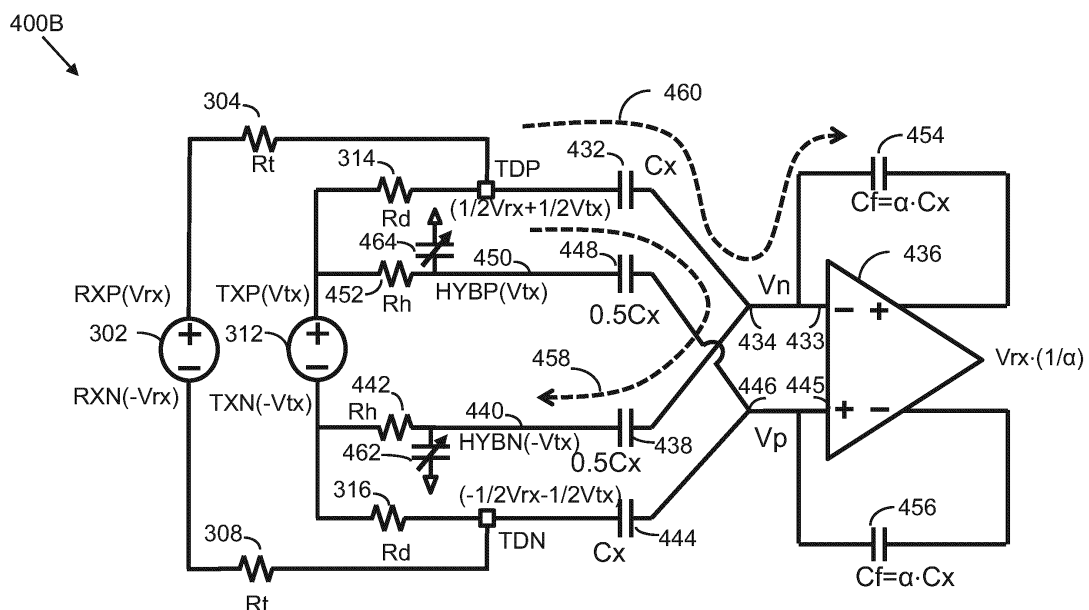 400B
304
Rt
460
432
Cx
454
Cf=α·Cx
314
Rd
TDP
(1/2Vrx+1/2Vtx)
464
450
448
436
452
Rh
HYBP(Vtx)
0.5Cx
Vn
RXP(Vrx)
TXP(Vtx)
302
312
458
434
433
Vrx·(1/α)
RXN(-Vrx)
TXN(-Vtx)
442
Rh
440
446
445
HYBN(-Vtx)
462
0.5Cx
438
Vp
316
Rd
(-1/2Vrx-1/2Vtx)
TDN
Cx
444
456
Cf=α·Cx
308
Rt